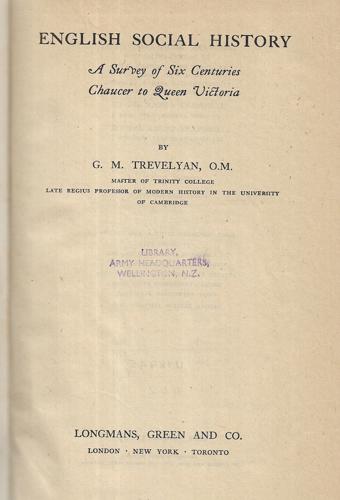 ENGLISH SOCIAL HISTORY
A Survey of Six Centuries
Chaucer to Queen Victoria
BY
G. M. TREVELYAN, O.M.
MASTER OF TRINITY COLLEGE
LATE REGIUS PROFESSOR OF MODERN HISTORY IN THE UNIVERSITY
OF CAMBRIDGE
LIBRARY,
ARMY HEADQUARTERS,
WELLINGTON, N.Z.
LONGMANS, GREEN AND CO.
LONDON · NEW YORK · TORONTO